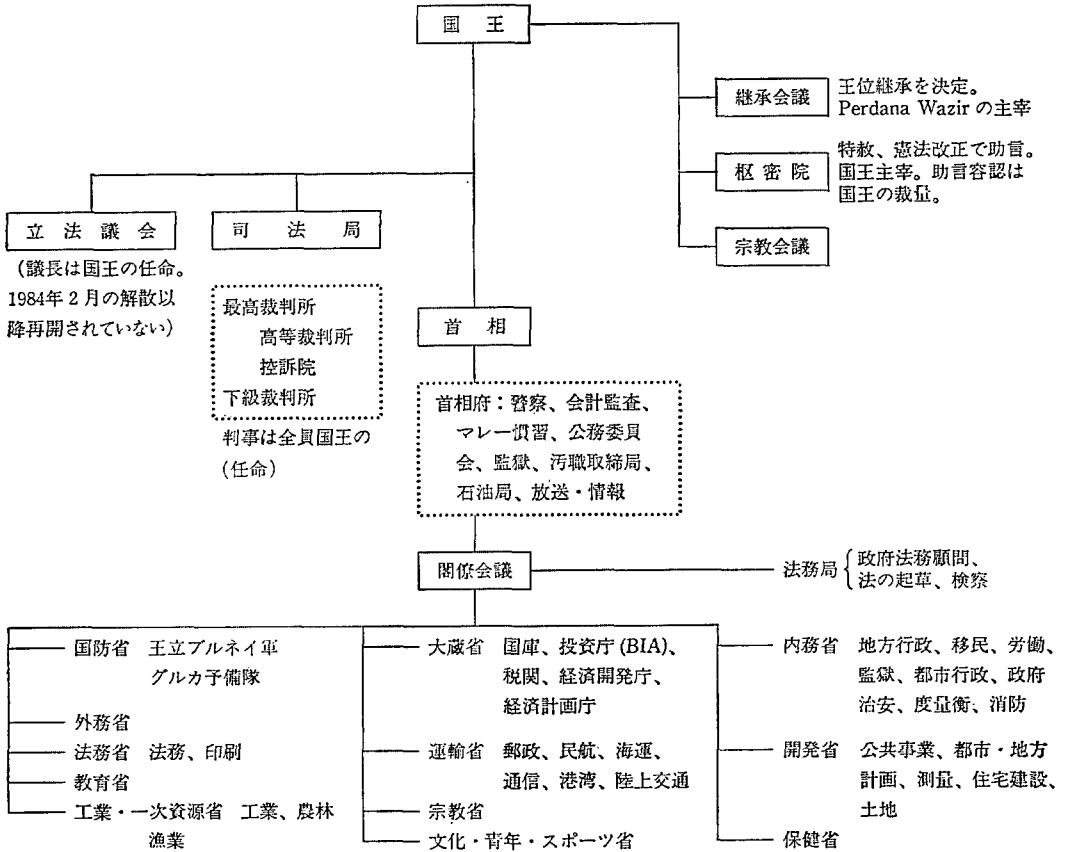 国王
継承会議
王位継承を決定。
Perdana Wazir の主宰
枢密院
特赦、憲法改正で助言。
国王主宰。助言容認は
国王の裁量。
宗教会議
立法議会
(議長は国王の任命。
1984年2月の解散以
降再開されていない)
司法局
最高裁判所
高等裁判所
控訴院
下級裁判所
判事は全員国王の
(任命)
首相
首相府：警察、会計監査、
マレー慣習、公務委員
会、監獄、汚職取締局、
石油局、放送・情報
閣僚会議
法務局
政府法務顧問、
法の起草、検察
国防省 王立ブルネイ軍
グルカ予備隊
外務省
法務省 法務、印刷
教育省
工業・一次資源省 工業、農林
漁業
大蔵省 国庫、投資庁(BIA)、
税関、経済開発庁、
経済計画庁
運輸省 郵政、民航、海運、
通信、港湾、陸上交通
宗教省
文化・青年・スポーツ省
内務省 地方行政、移民、労働、
監獄、都市行政、政府
治安、度量衡、消防
開発省 公共事業、都市・地方
計画、測量、住宅建設、
土地
保健省